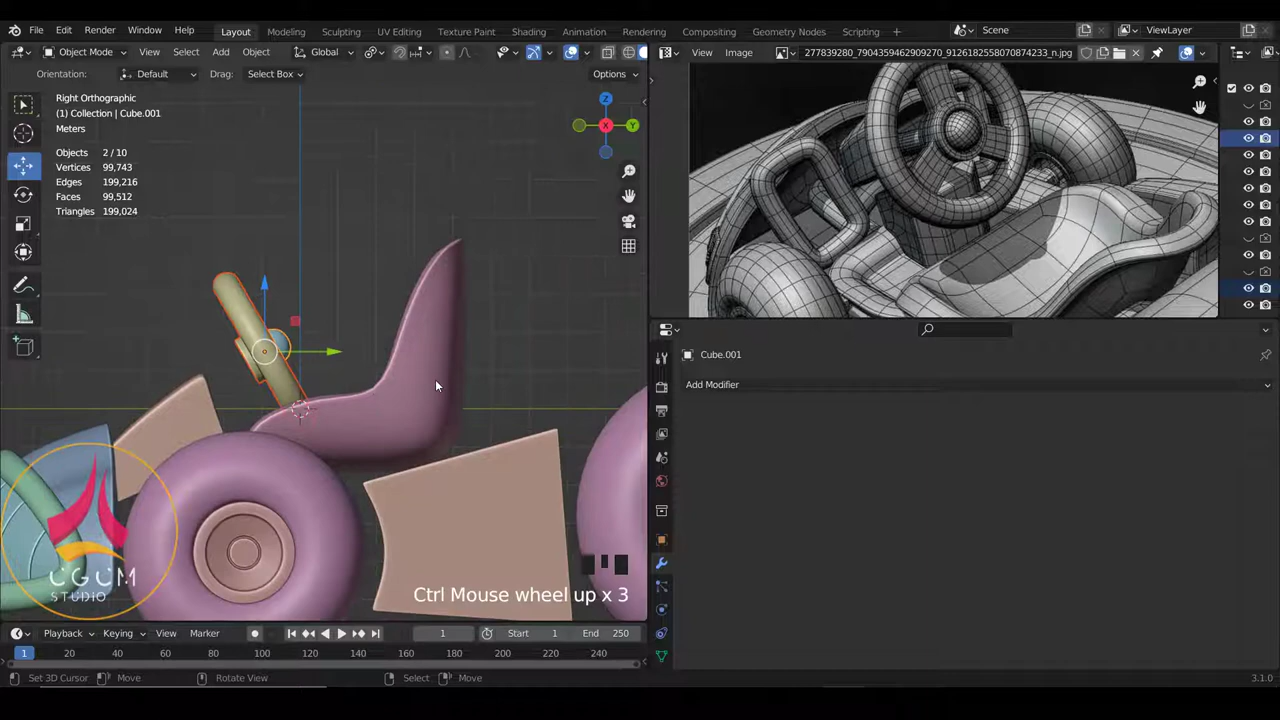 File Edit Render Window Help Layout Modeling Sculpting UV Editing Texture Paint Shading Animation Rendering Compositing Geometry Nodes Scripting Scene ViewLayer
Object Mode View Select Add Object Global View Image 277839280_7904359462909270_9126182558070874233_n.jpg
Orientation: Default Drag: Select Box Options
Right Orthographic
(1) Collection | Cube.001
Meters
Objects 2 / 10
Vertices 99,743
Edges 199,216
Faces 99,512
Triangles 199,024
Z
X
Y
Cube.001
Add Modifier
CGCM
STUDIO
Ctrl Mouse wheel up x 3
Playback Keying View Marker 1 Start 1 End 250
1 20 40 60 80 100 120 140 160 180 200 220 240
Set 3D Cursor Move Rotate View Select Move 3.1.0